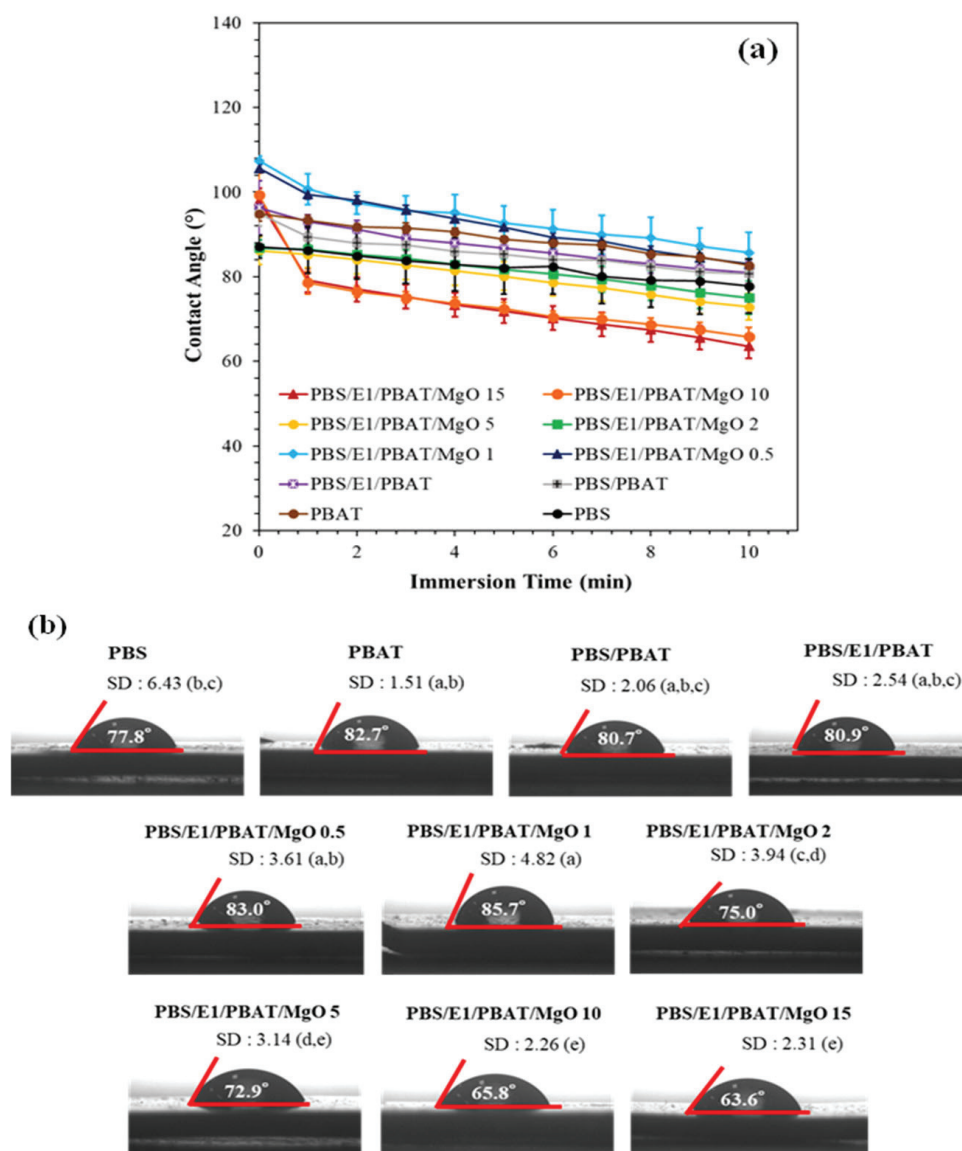 (a)
140
120
100
80
60
40
20
Contact Angle (°)
PBS/E1/PBAT/MgO 15
PBS/E1/PBAT/MgO 10
PBS/E1/PBAT/MgO 5
PBS/E1/PBAT/MgO 2
PBS/E1/PBAT/MgO 1
PBS/E1/PBAT/MgO 0.5
PBS/E1/PBAT
PBS/PBAT
PBAT
PBS
0 2 4 6 8 10
Immersion Time (min)
(b)
PBS
SD : 6.43 (b,c)
77.8°
PBAT
SD : 1.51 (a,b)
82.7°
PBS/PBAT
SD : 2.06 (a,b,c)
80.7°
PBS/E1/PBAT
SD : 2.54 (a,b,c)
80.9°
PBS/E1/PBAT/MgO 0.5
SD : 3.61 (a,b)
83.0°
PBS/E1/PBAT/MgO 1
SD : 4.82 (a)
85.7°
PBS/E1/PBAT/MgO 2
SD : 3.94 (c,d)
75.0°
PBS/E1/PBAT/MgO 5
SD : 3.14 (d,e)
72.9°
PBS/E1/PBAT/MgO 10
SD : 2.26 (e)
65.8°
PBS/E1/PBAT/MgO 15
SD : 2.31 (e)
63.6°